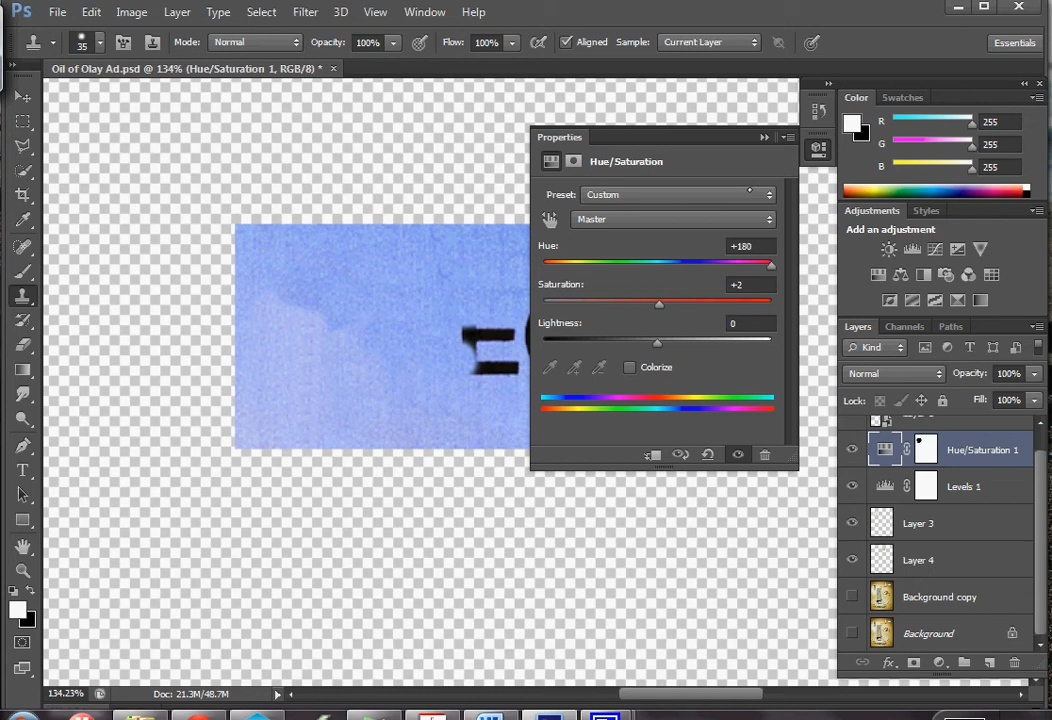 Ps File Edit Image Layer Type Select Filter 3D View Window Help
35 Mode: Normal Opacity: 100% Flow: 100% Aligned Sample: Current Layer Essentials
Oil of Olay Ad.psd @ 134% (Hue/Saturation 1, RGB/8) * ×
Color Swatches
R 255
G 255
B 255
Properties
Hue/Saturation
Preset: Custom
Master
Hue: +180
Saturation: +2
Lightness: 0
Colorize
Adjustments Styles
Add an adjustment
Layers Channels Paths
Kind
Normal Opacity: 100%
Lock: Fill: 100%
Hue/Saturation 1
Levels 1
Layer 3
Layer 4
Background copy
Background
134.23% Doc: 21.3M/48.7M